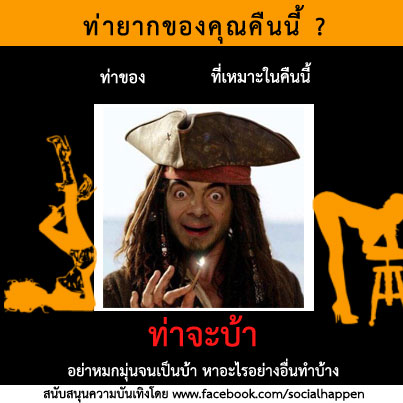 ท่ายากของคุณคืนนี้ ?
ท่าของ ที่เหมาะในคืนนี้
ท่าจะบ้า
อย่าหมกมุ่นจนเป็นบ้า หาอะไรอย่างอื่นทำบ้าง
สนับสนุนความบันเทิงโดย www.facebook.com/socialhappen